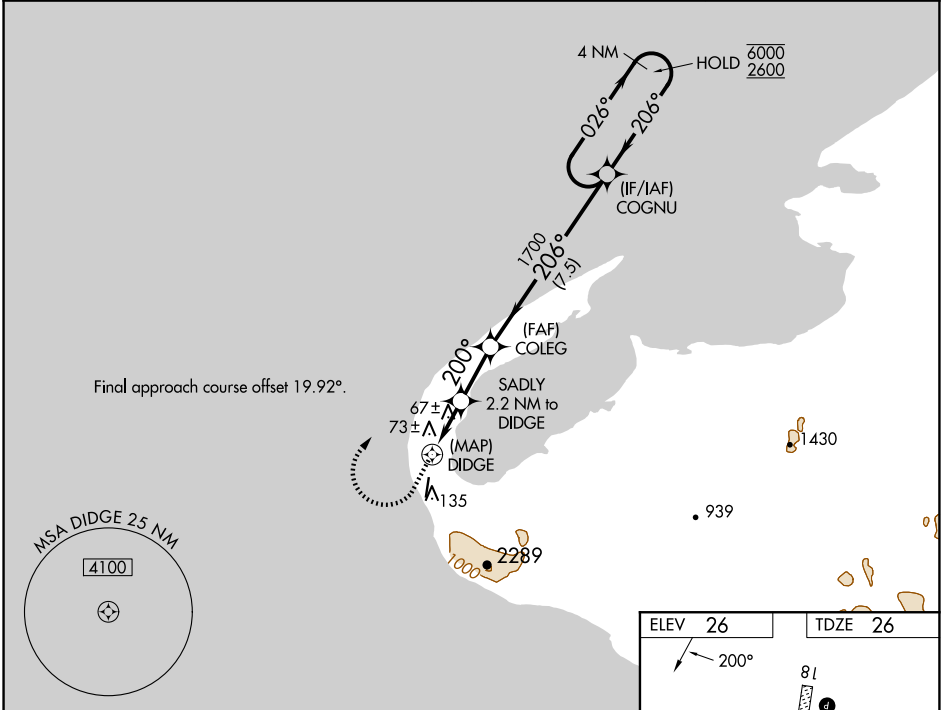 4 NM
HOLD 6000
2600
026°
206°
(IF/IAF)
COGNU
1700
206°
(7.5)
(FAF)
COLEG
200°
Final approach course offset 19.92°.
SADLY
2.2 NM to
DIDGE
67±
73±
(MAP)
DIDGE
135
1430
939
2289
1000
MSA DIDGE 25 NM
4100
ELEV 26
TDZE 26
200°
18
P